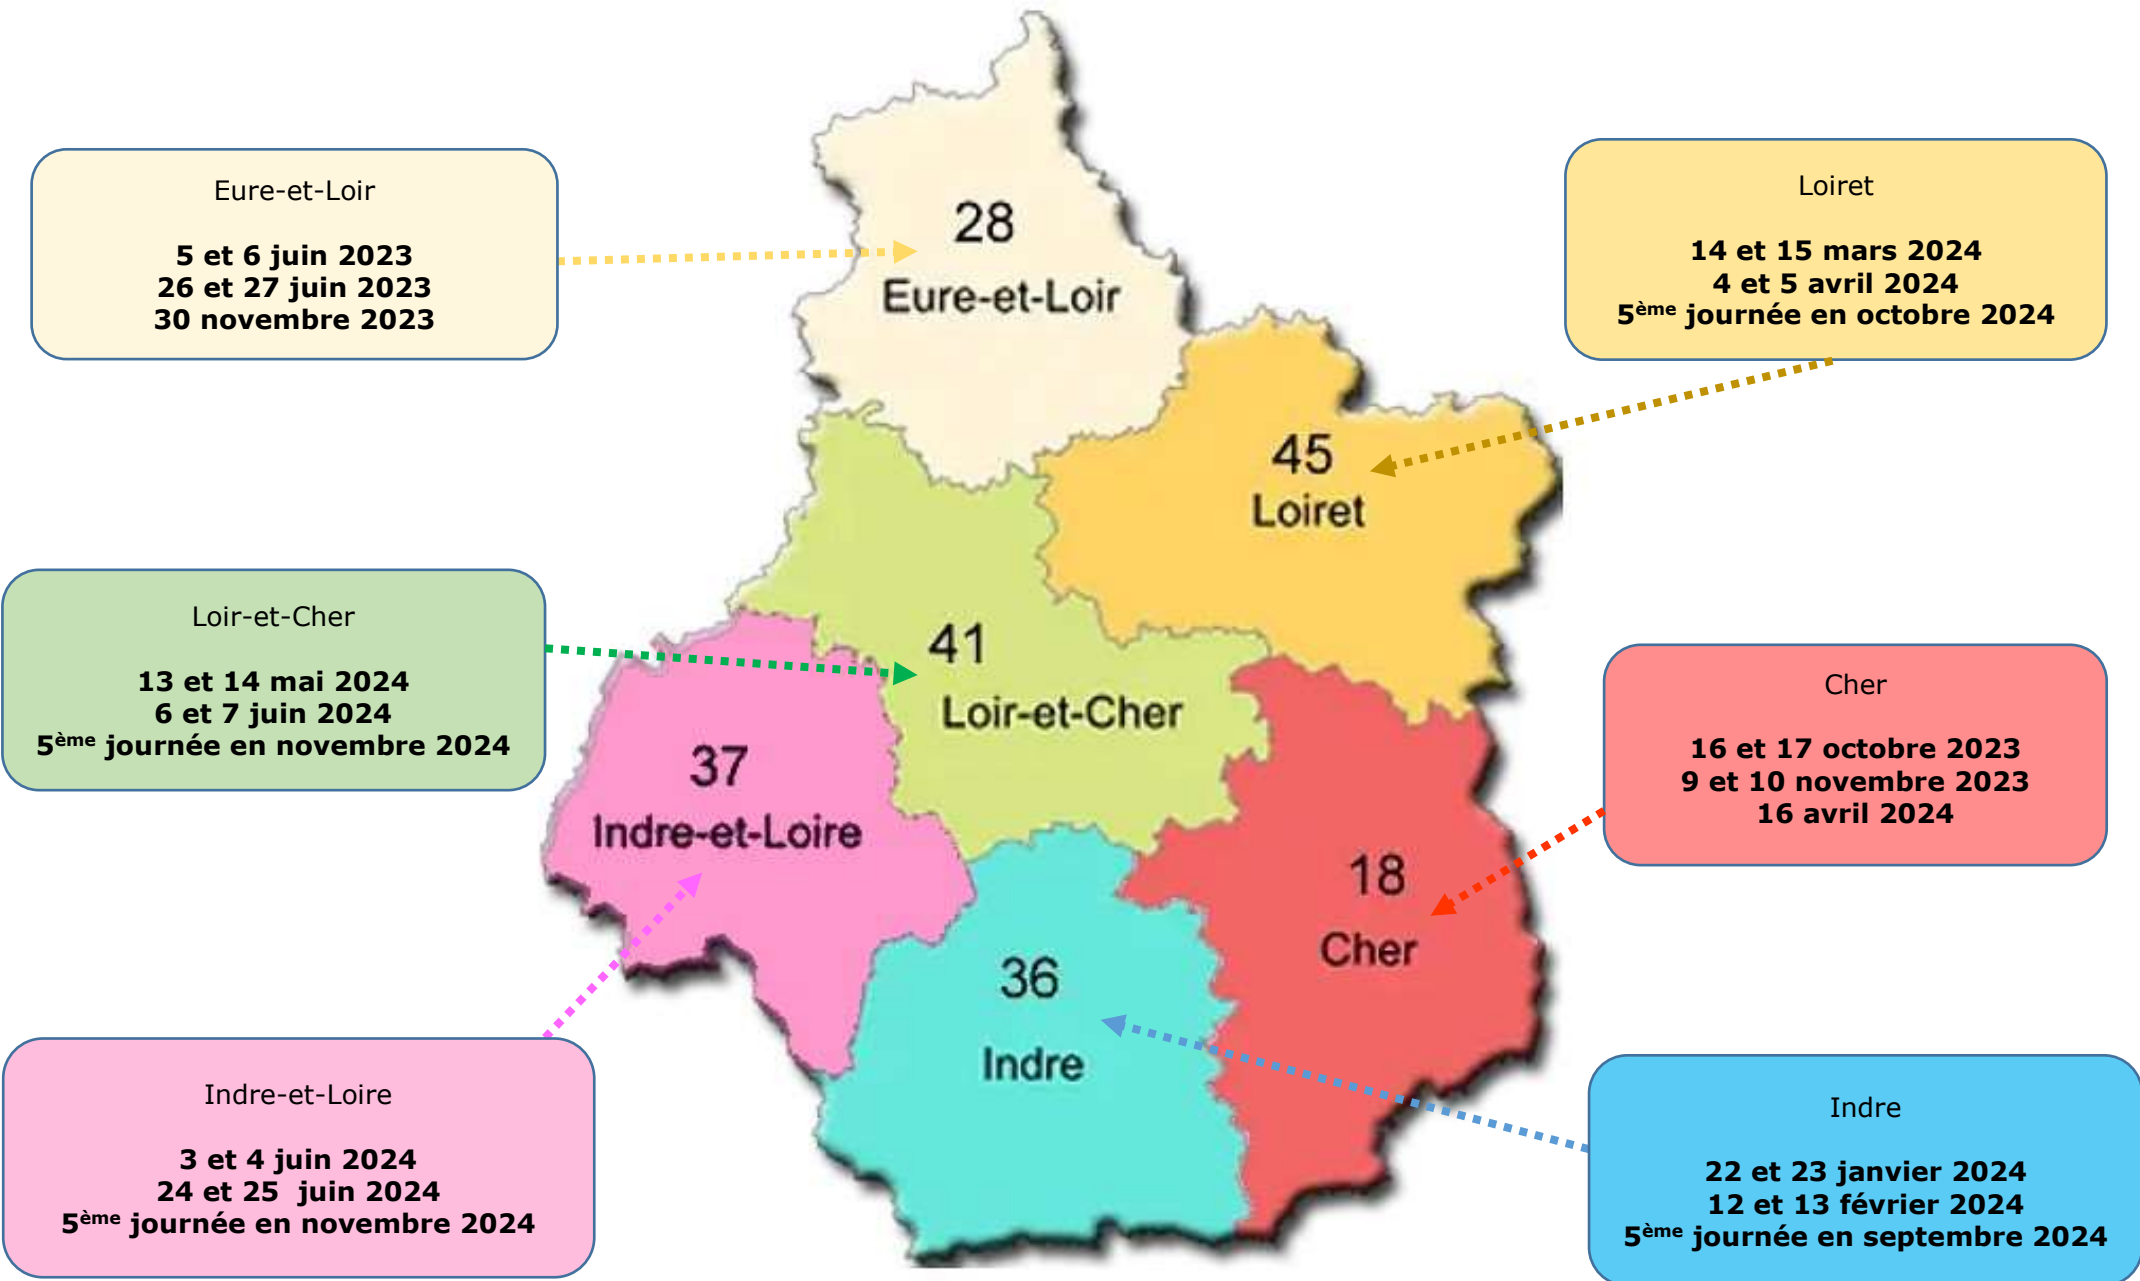 Eure-et-Loir
5 et 6 juin 2023
26 et 27 juin 2023
30 novembre 2023
Loiret
14 et 15 mars 2024
4 et 5 avril 2024
5ème journée en octobre 2024
28
Eure-et-Loir
45
Loiret
Loir-et-Cher
13 et 14 mai 2024
6 et 7 juin 2024
5ème journée en novembre 2024
41
Loir-et-Cher
37
Indre-et-Loire
Cher
16 et 17 octobre 2023
9 et 10 novembre 2023
16 avril 2024
18
Cher
36
Indre
Indre-et-Loire
3 et 4 juin 2024
24 et 25  juin 2024
5ème journée en novembre 2024
Indre
22 et 23 janvier 2024
12 et 13 février 2024
5ème journée en septembre 2024